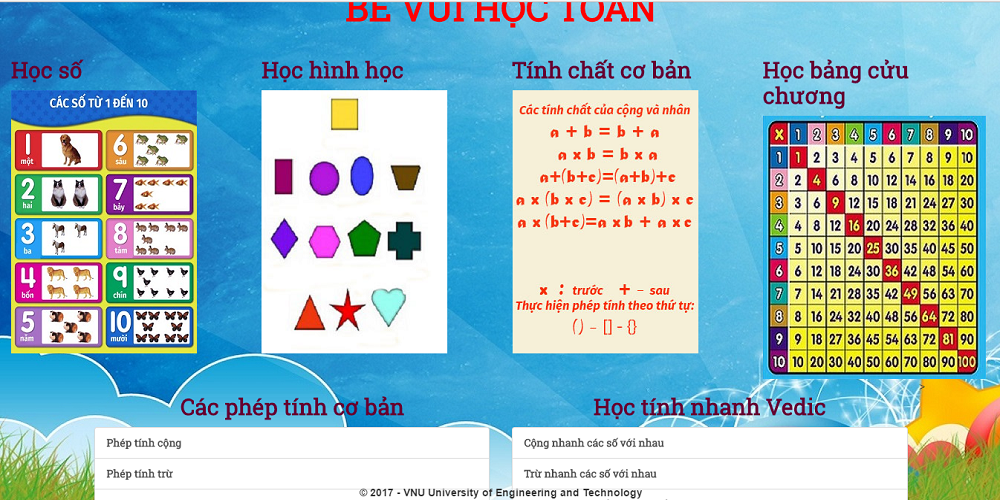 BÉ VUI HỌC TOÁN
Học số
Học hình học
Tính chất cơ bản
Học bảng cửu
chương
CÁC SỐ TỪ 1 ĐẾN 10
1 một
6 sáu
2 hai
7 bảy
3 ba
8 tám
4 bốn
9 chín
5 năm
10 mười
Các tính chất của cộng và nhân
a + b = b + a
a x b = b x a
a+(b+c)=(a+b)+c
a x (b x c) = (a x b) x c
a x (b+c)=a x b + a x c
x : trước + – sau
Thực hiện phép tính theo thứ tự:
( ) – [] - {}
X 1 2 3 4 5 6 7 8 9 10
1 1 2 3 4 5 6 7 8 9 10
2 2 4 6 8 10 12 14 16 18 20
3 3 6 9 12 15 18 21 24 27 30
4 4 8 12 16 20 24 28 32 36 40
5 5 10 15 20 25 30 35 40 45 50
6 6 12 18 24 30 36 42 48 54 60
7 7 14 21 28 35 42 49 56 63 70
8 8 16 24 32 40 48 56 64 72 80
9 9 18 27 36 45 54 63 72 81 90
10 10 20 30 40 50 60 70 80 90 100
Các phép tính cơ bản
Học tính nhanh Vedic
Phép tính cộng
Cộng nhanh các số với nhau
Phép tính trừ
Trừ nhanh các số với nhau
© 2017 - VNU University of Engineering and Technology